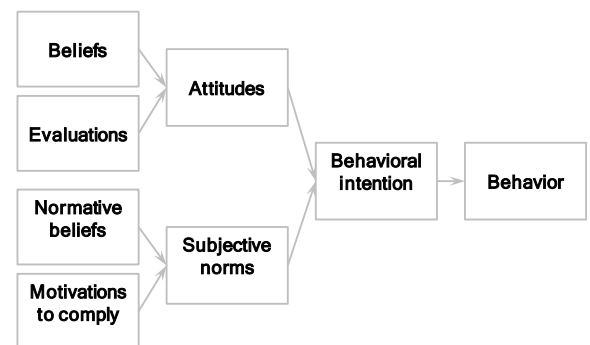 Beliefs
Evaluations
Attitudes
Normative
beliefs
Motivations
to comply
Subjective
norms
Behavioral
intention
Behavior